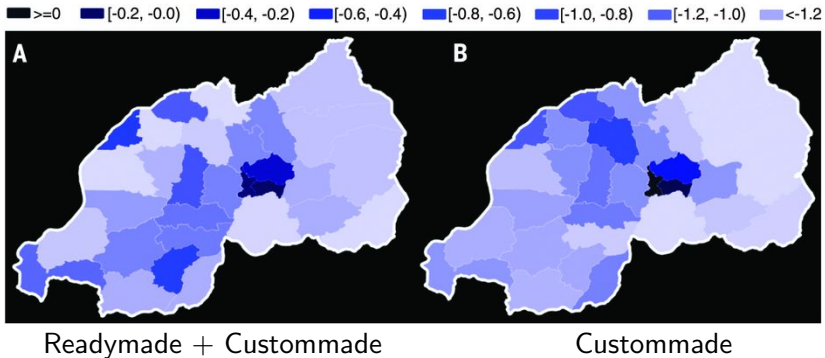 >=0 [-0.2, -0.0) [-0.4, -0.2) [-0.6, -0.4) [-0.8, -0.6) [-1.0, -0.8) [-1.2, -1.0) <-1.2
A B
Readymade + Custommade Custommade